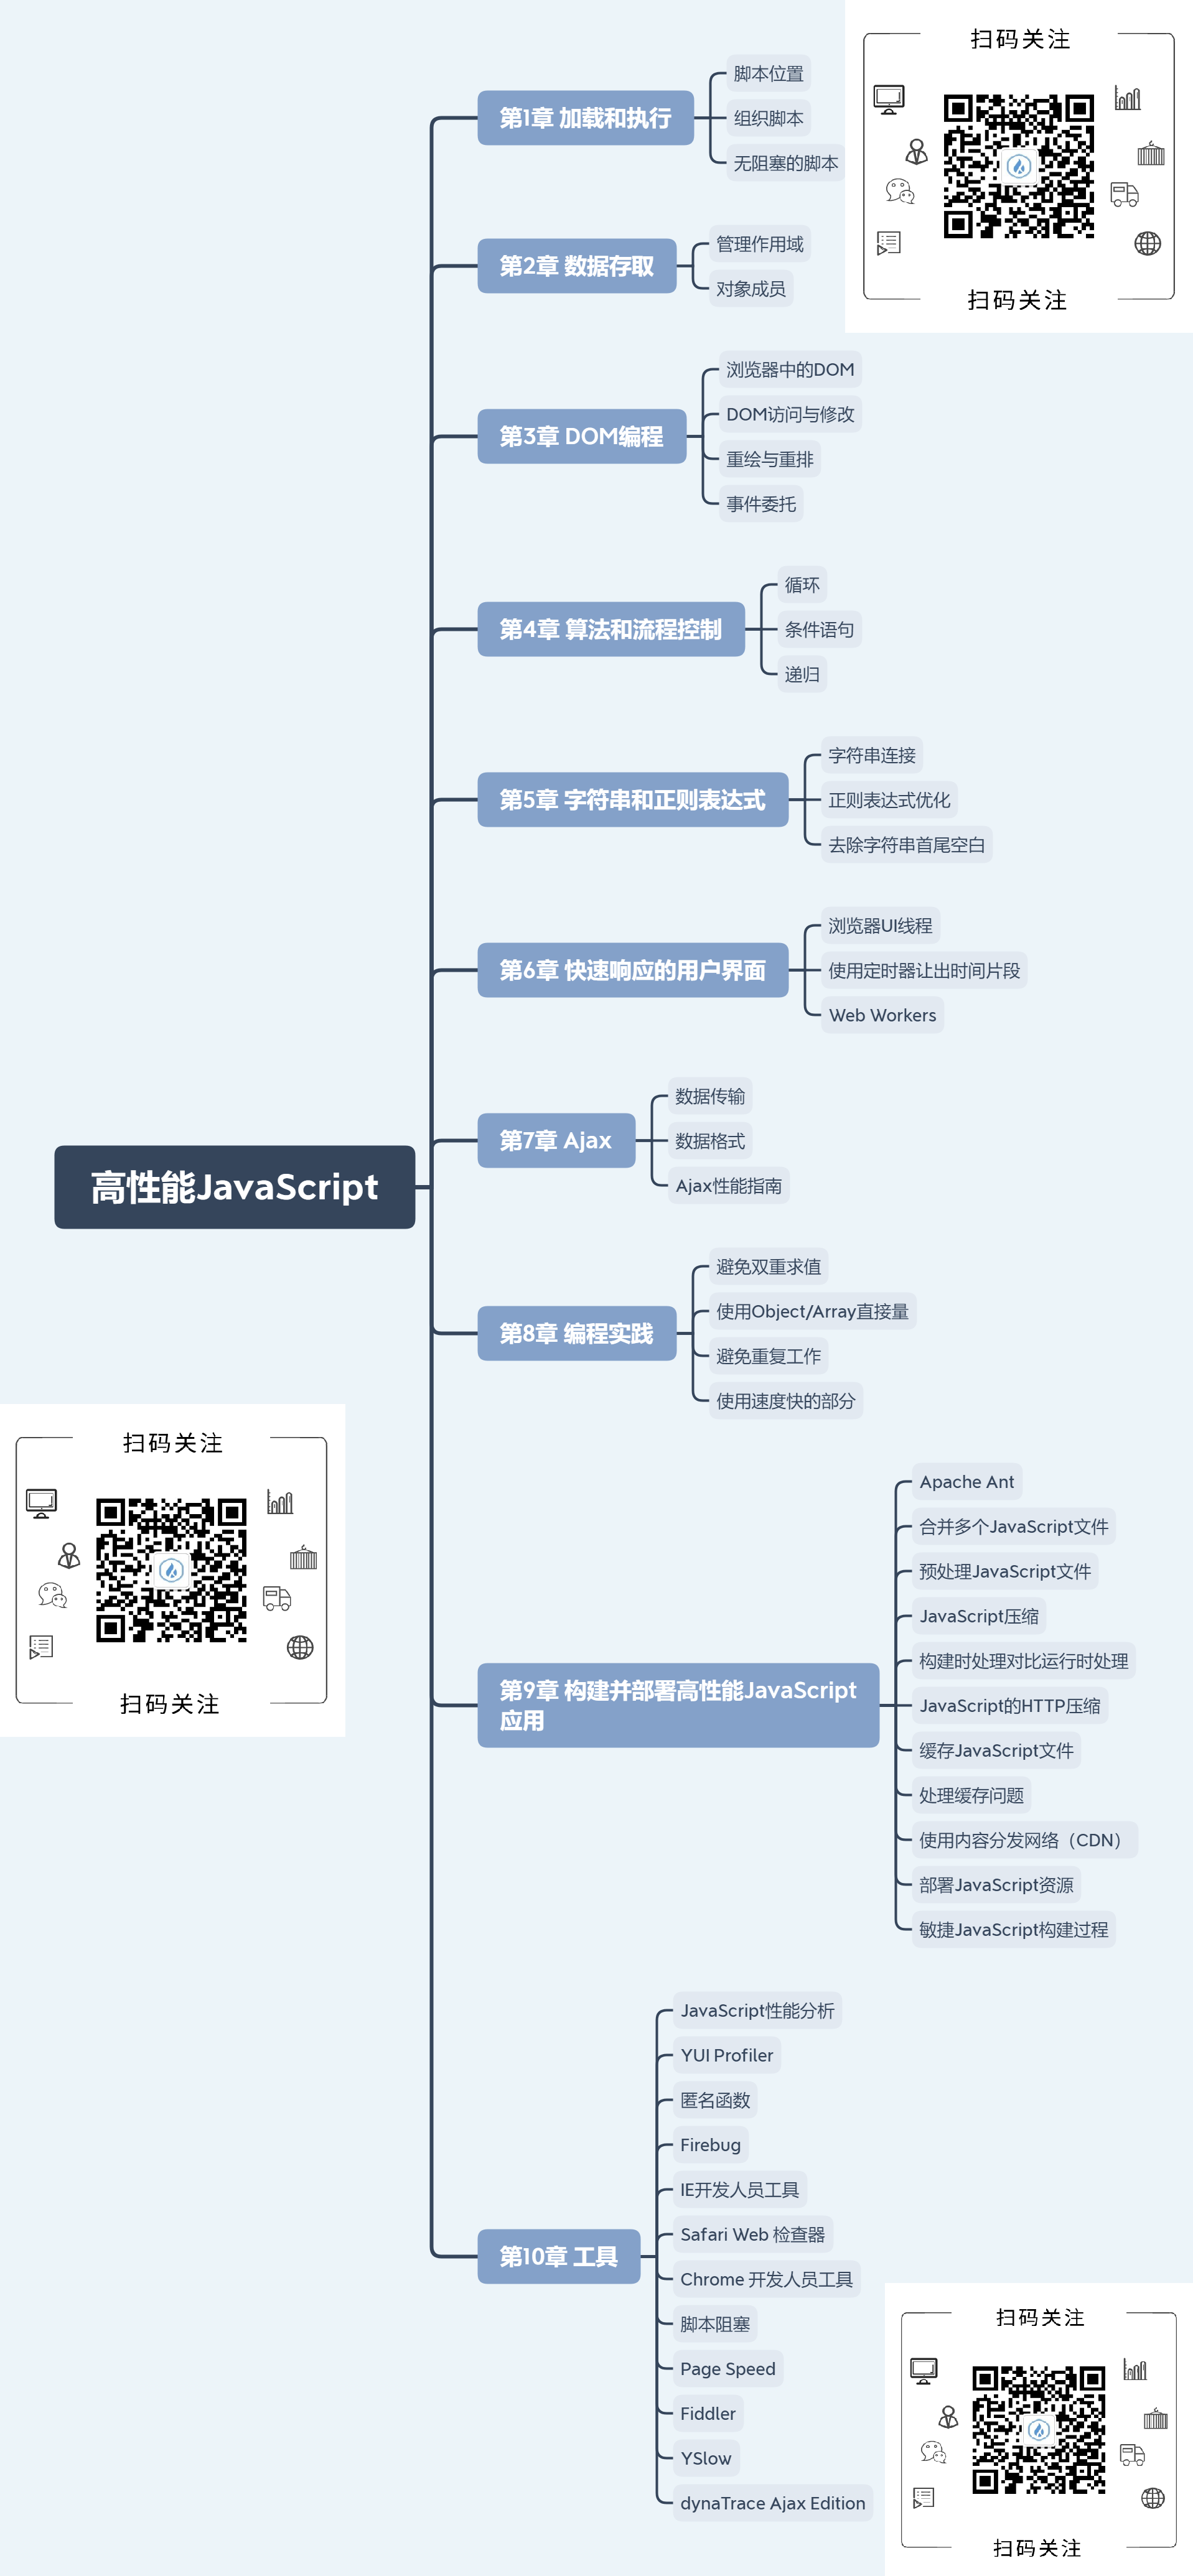 扫码关注
扫码关注
高性能JavaScript
第1章 加载和执行
脚本位置
组织脚本
无阻塞的脚本
第2章 数据存取
管理作用域
对象成员
第3章 DOM编程
浏览器中的DOM
DOM访问与修改
重绘与重排
事件委托
第4章 算法和流程控制
循环
条件语句
递归
第5章 字符串和正则表达式
字符串连接
正则表达式优化
去除字符串首尾空白
第6章 快速响应的用户界面
浏览器UI线程
使用定时器让出时间片段
Web Workers
第7章 Ajax
数据传输
数据格式
Ajax性能指南
第8章 编程实践
避免双重求值
使用Object/Array直接量
避免重复工作
使用速度快的部分
扫码关注
扫码关注
第9章 构建并部署高性能JavaScript
应用
Apache Ant
合并多个JavaScript文件
预处理JavaScript文件
JavaScript压缩
构建时处理对比运行时处理
JavaScript的HTTP压缩
缓存JavaScript文件
处理缓存问题
使用内容分发网络（CDN）
部署JavaScript资源
敏捷JavaScript构建过程
第10章 工具
JavaScript性能分析
YUI Profiler
匿名函数
Firebug
IE开发人员工具
Safari Web 检查器
Chrome 开发人员工具
脚本阻塞
Page Speed
Fiddler
YSlow
dynaTrace Ajax Edition
扫码关注
扫码关注